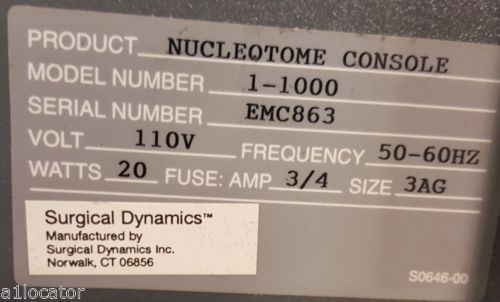 PRODUCT NUCLEOTOME CONSOLE
MODEL NUMBER 1-1000
SERIAL NUMBER EMC863
VOLT 110V FREQUENCY 50-60HZ
WATTS 20 FUSE: AMP 3/4 SIZE 3AG
Surgical Dynamics™
Manufactured by
Surgical Dynamics Inc.
Norwalk, CT 06856
S0646-00
a1locator